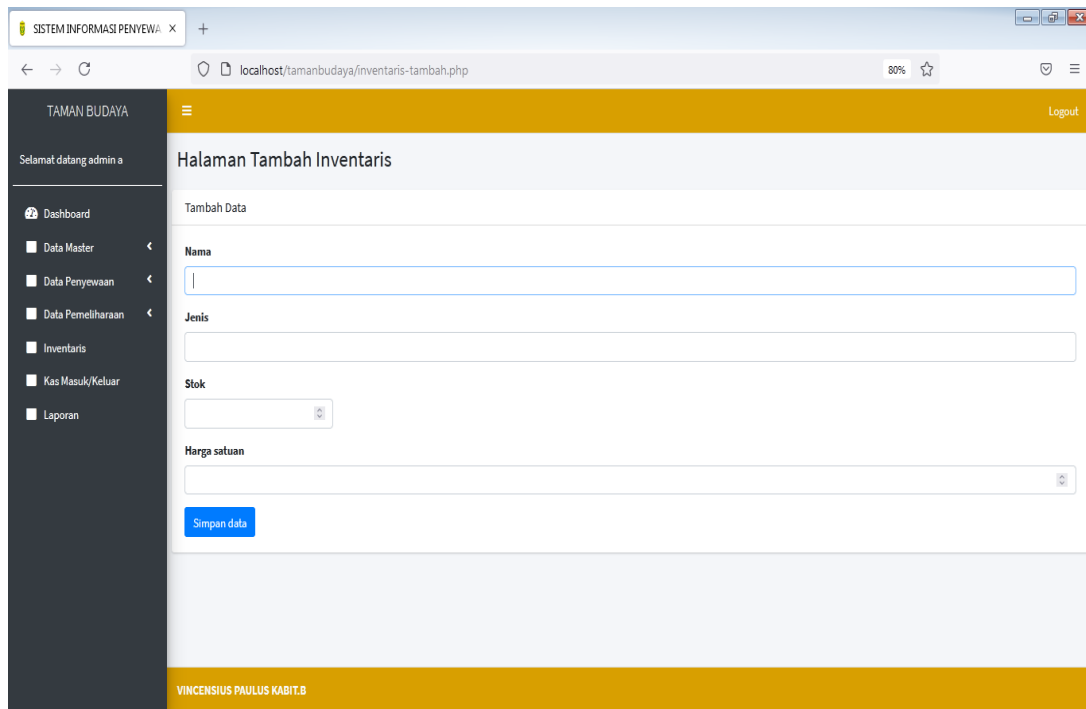 SISTEM INFORMASI PENYEWA
localhost/tamanbudaya/inventaris-tambah.php
80%
TAMAN BUDAYA
Logout
Selamat datang admin a
Halaman Tambah Inventaris
Dashboard
Data Master
Data Penyewaan
Data Pemeliharaan
Inventaris
Kas Masuk/Keluar
Laporan
Tambah Data
Nama
Jenis
Stok
Harga satuan
Simpan data
VINCENSIUS PAULUS KABIT.B